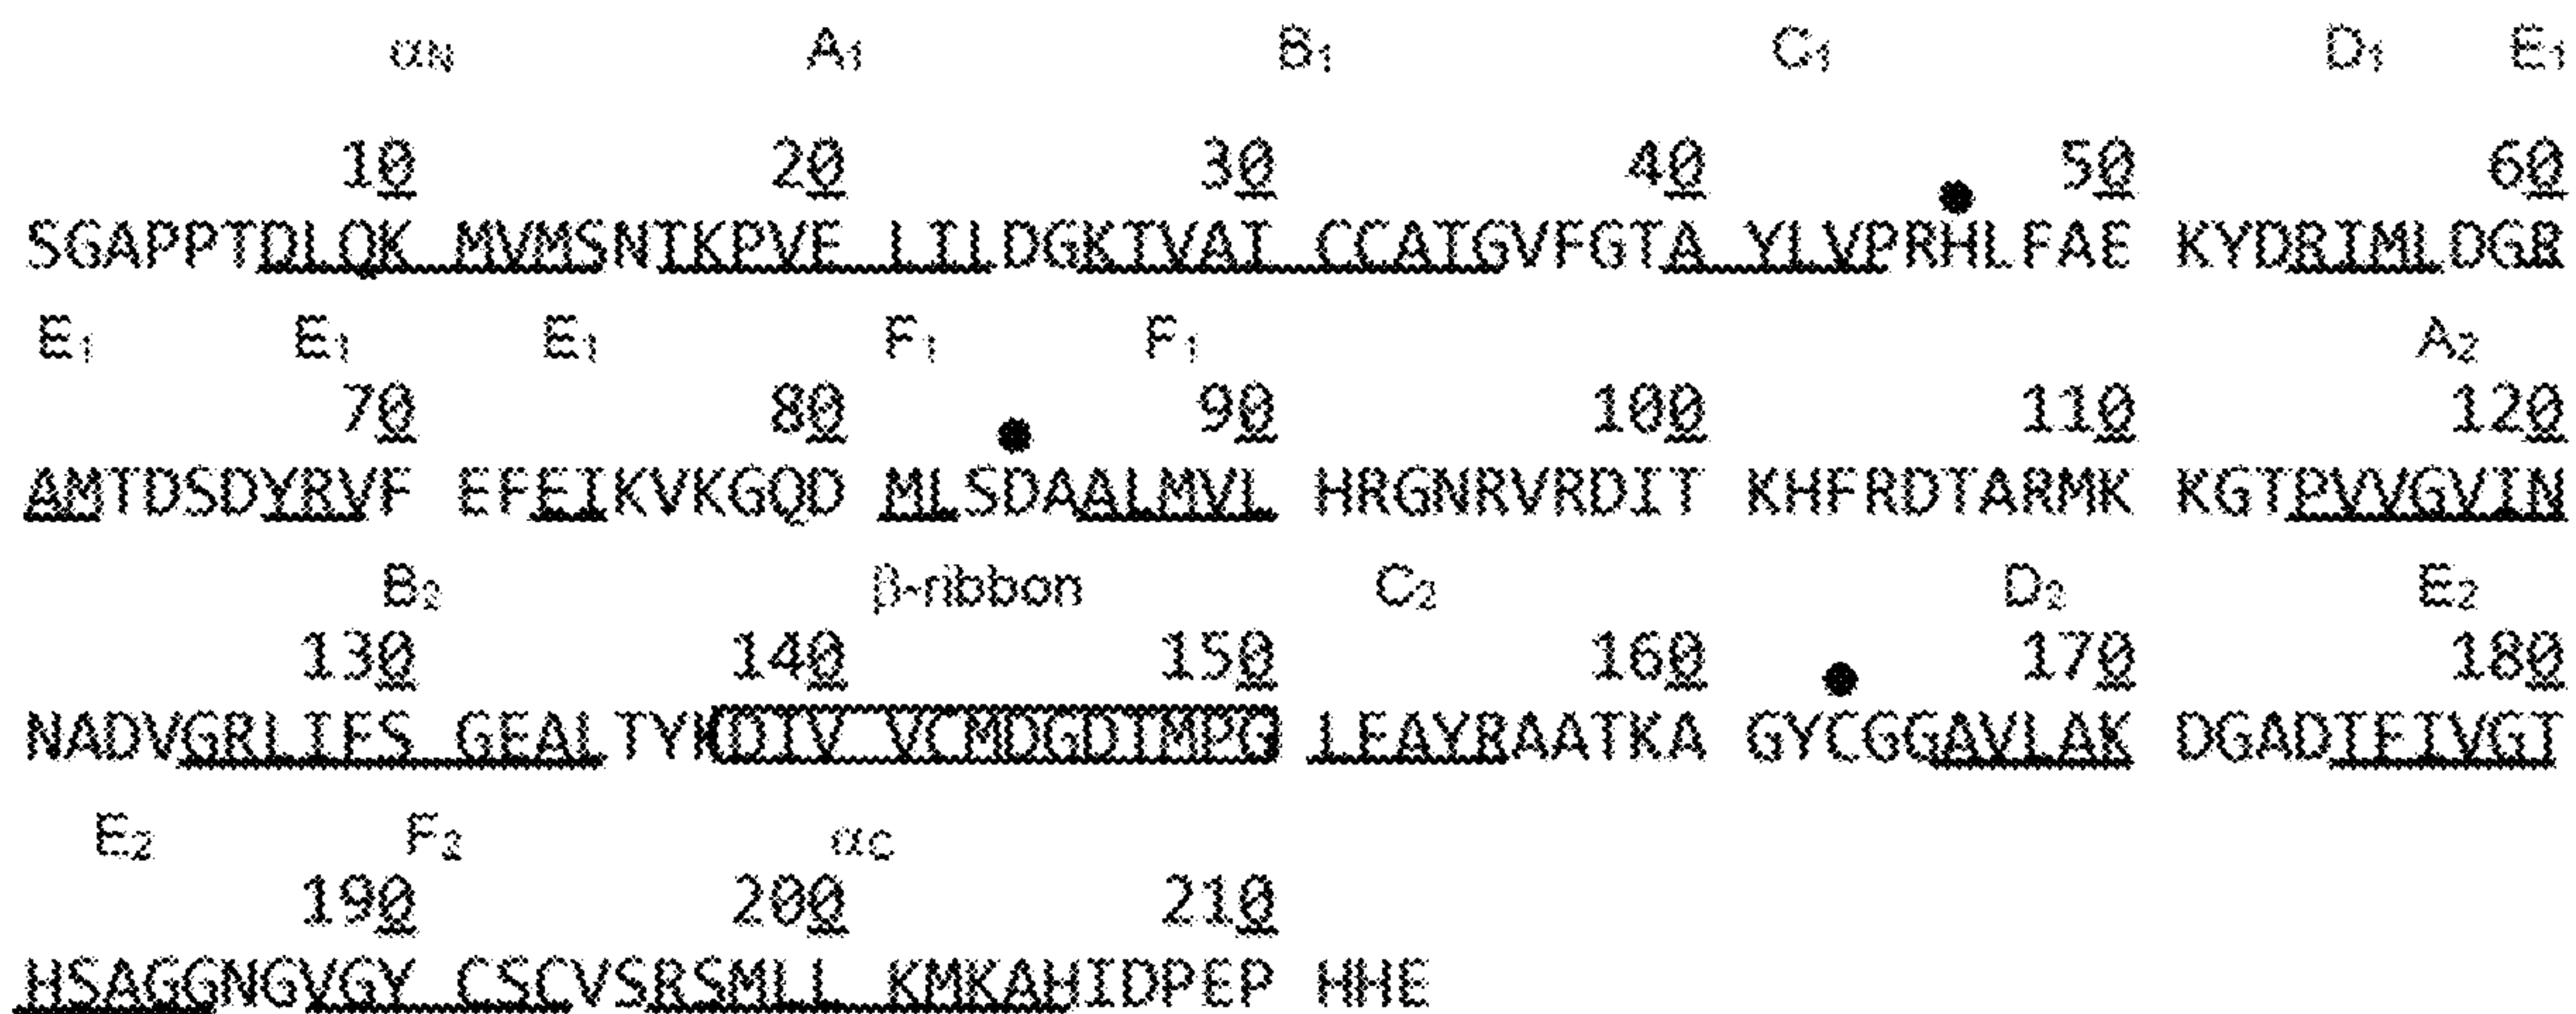 αN A1 B1 C1 D1 E1
10 20 30 40 50 60
SGAPPTDLQK MVMSNTKPVE LILDGKTVAI CCATGVFGTA YLVPRHLFAE KYDRIMLDGR
E1 E1 E1 F1 F1 A2
70 80 90 100 110 120
AMTDSDYRVF EFEIKVKGQD MLSDAALMVL HRGNRVRDIT KHFRDTARMK KGTPVVGVIN
B2 β-ribbon C2 D2 E2
130 140 150 160 170 180
NADVGRLIFS GEALTYKDIV VCMDGDTMPG LFAYRAATKA GYCGGAVLAK DGADTFIVGT
E2 F2 αC
190 200 210
HSAGGNGVGY CSCVSRSMLL KMKAHIDPEP HHE